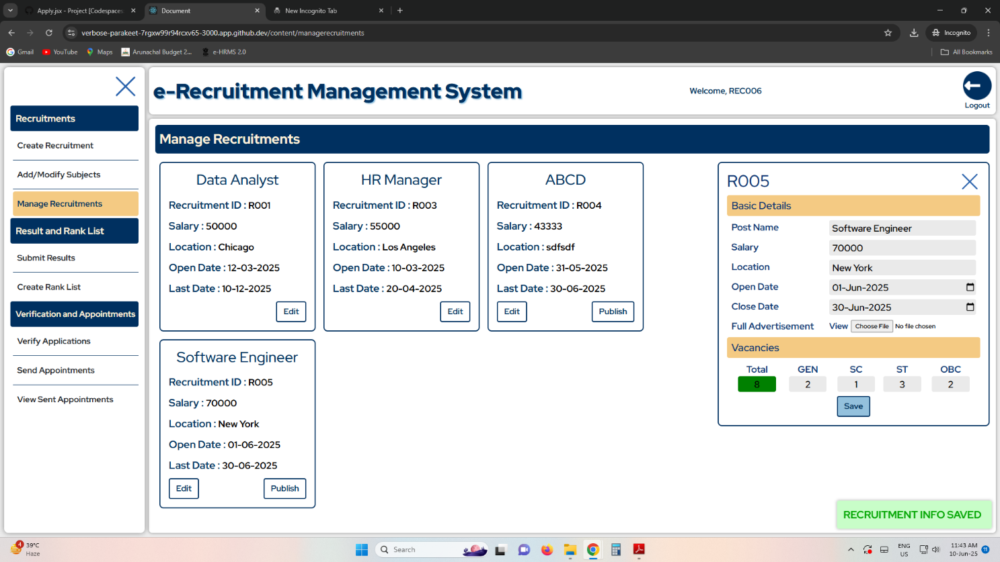 Apply.jsx - Project [Codespaces
Document
New Incognito Tab
verbose-parakeet-7rgxw99r94rcxv65-3000.app.github.dev/content/managerecruitments
Incognito
Gmail
YouTube
Maps
Arunachal Budget 2...
e-HRMS 2.0
All Bookmarks
e-Recruitment Management System
Welcome, REC006
Logout
Recruitments
Create Recruitment
Add/Modify Subjects
Manage Recruitments
Result and Rank List
Submit Results
Create Rank List
Verification and Appointments
Verify Applications
Send Appointments
View Sent Appointments
Manage Recruitments
Data Analyst
Recruitment ID : R001
Salary : 50000
Location : Chicago
Open Date : 12-03-2025
Last Date : 10-12-2025
Edit
HR Manager
Recruitment ID : R003
Salary : 55000
Location : Los Angeles
Open Date : 10-03-2025
Last Date : 20-04-2025
Edit
ABCD
Recruitment ID : R004
Salary : 43333
Location : sdfsdf
Open Date : 31-05-2025
Last Date : 30-06-2025
Edit Publish
Software Engineer
Recruitment ID : R005
Salary : 70000
Location : New York
Open Date : 01-06-2025
Last Date : 30-06-2025
Edit Publish
R005
Basic Details
Post Name Software Engineer
Salary 70000
Location New York
Open Date 01-Jun-2025
Close Date 30-Jun-2025
Full Advertisement View Choose File No file chosen
Vacancies
Total GEN SC ST OBC
8 2 1 3 2
Save
RECRUITMENT INFO SAVED
4
39°C
Haze
Search
ENG
US
11:43 AM
10-Jun-25
11